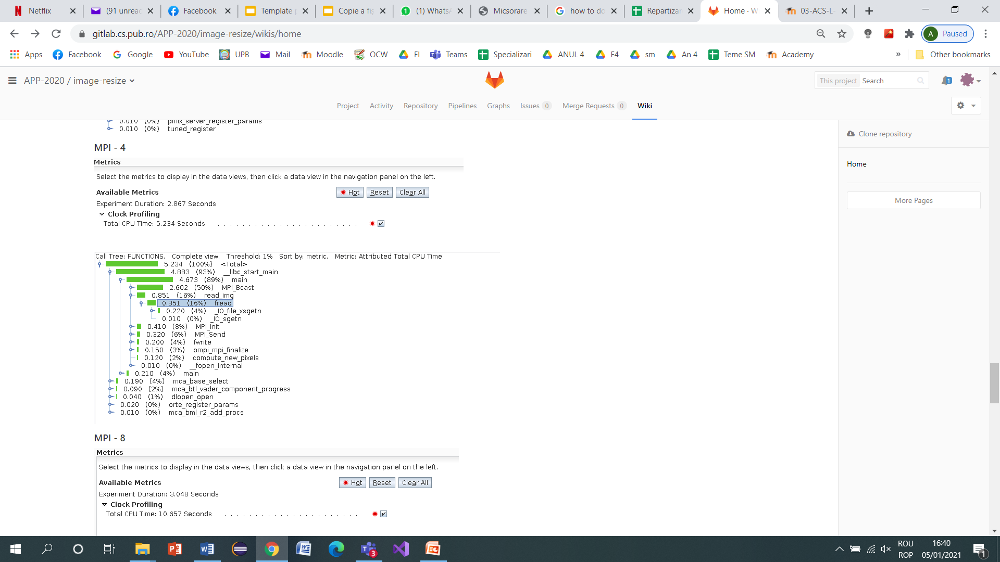 Netflix
(91 unread
Facebook
Template p
Copie a fiș
(1) WhatsA
Micsorare
how to do
Repartizar
Home · W
03-ACS-L-
gitlab.cs.pub.ro/APP-2020/image-resize/wikis/home
A Paused
Apps
Facebook
Google
YouTube
UPB
Mail
Moodle
OCW
FI
Teams
Specializari
ANUL 4
F4
sm
An 4
Teme SM
Academy
»
Other bookmarks
APP-2020 / image-resize
This project Search
1
Project Activity Repository Pipelines Graphs Issues 0 Merge Requests 0 Wiki
0.010 (0%) pmix_server_register_params
0.010 (0%) tuned_register
Clone repository
Home
More Pages
MPI - 4
Metrics
Select the metrics to display in the data views, then click a data view in the navigation panel on the left.
Available Metrics Hot Reset Clear All
Experiment Duration: 2.867 Seconds
Clock Profiling
Total CPU Time: 5.234 Seconds . . . . . . . . . . . . . . . . . . . . . . .
Call Tree: FUNCTIONS. Complete view. Threshold: 1% Sort by: metric. Metric: Attributed Total CPU Time
5.234 (100%) <Total>
4.883 (93%) __libc_start_main
4.673 (89%) main
2.602 (50%) MPI_Bcast
0.851 (16%) read_img
0.851 (16%) fread
0.220 (4%) _IO_file_xsgetn
0.010 (0%) _IO_sgetn
0.410 (8%) MPI_Init
0.320 (6%) MPI_Send
0.200 (4%) fwrite
0.150 (3%) ompi_mpi_finalize
0.120 (2%) compute_new_pixels
0.010 (0%) __fopen_internal
0.210 (4%) main
0.190 (4%) mca_base_select
0.090 (2%) mca_btl_vader_component_progress
0.040 (1%) dlopen_open
0.020 (0%) orte_register_params
0.010 (0%) mca_bml_r2_add_procs
MPI - 8
Metrics
Select the metrics to display in the data views, then click a data view in the navigation panel on the left.
Available Metrics Hot Reset Clear All
Experiment Duration: 3.048 Seconds
Clock Profiling
Total CPU Time: 10.657 Seconds . . . . . . . . . . . . . . . . . . . . . .
3
ROU
ROP
16:40
05/01/2021
1